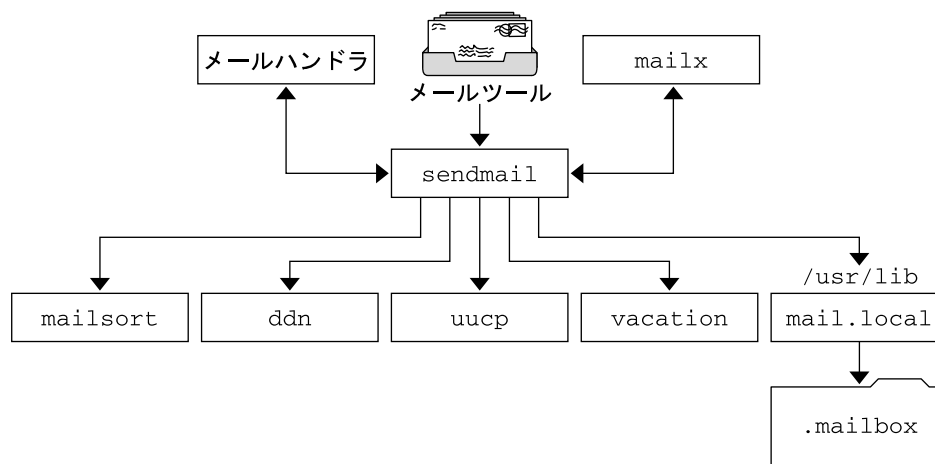 メールハンドラ
メールツール
mailx
sendmail
mailsort
ddn
uucp
vacation
/usr/lib
mail.local
.mailbox